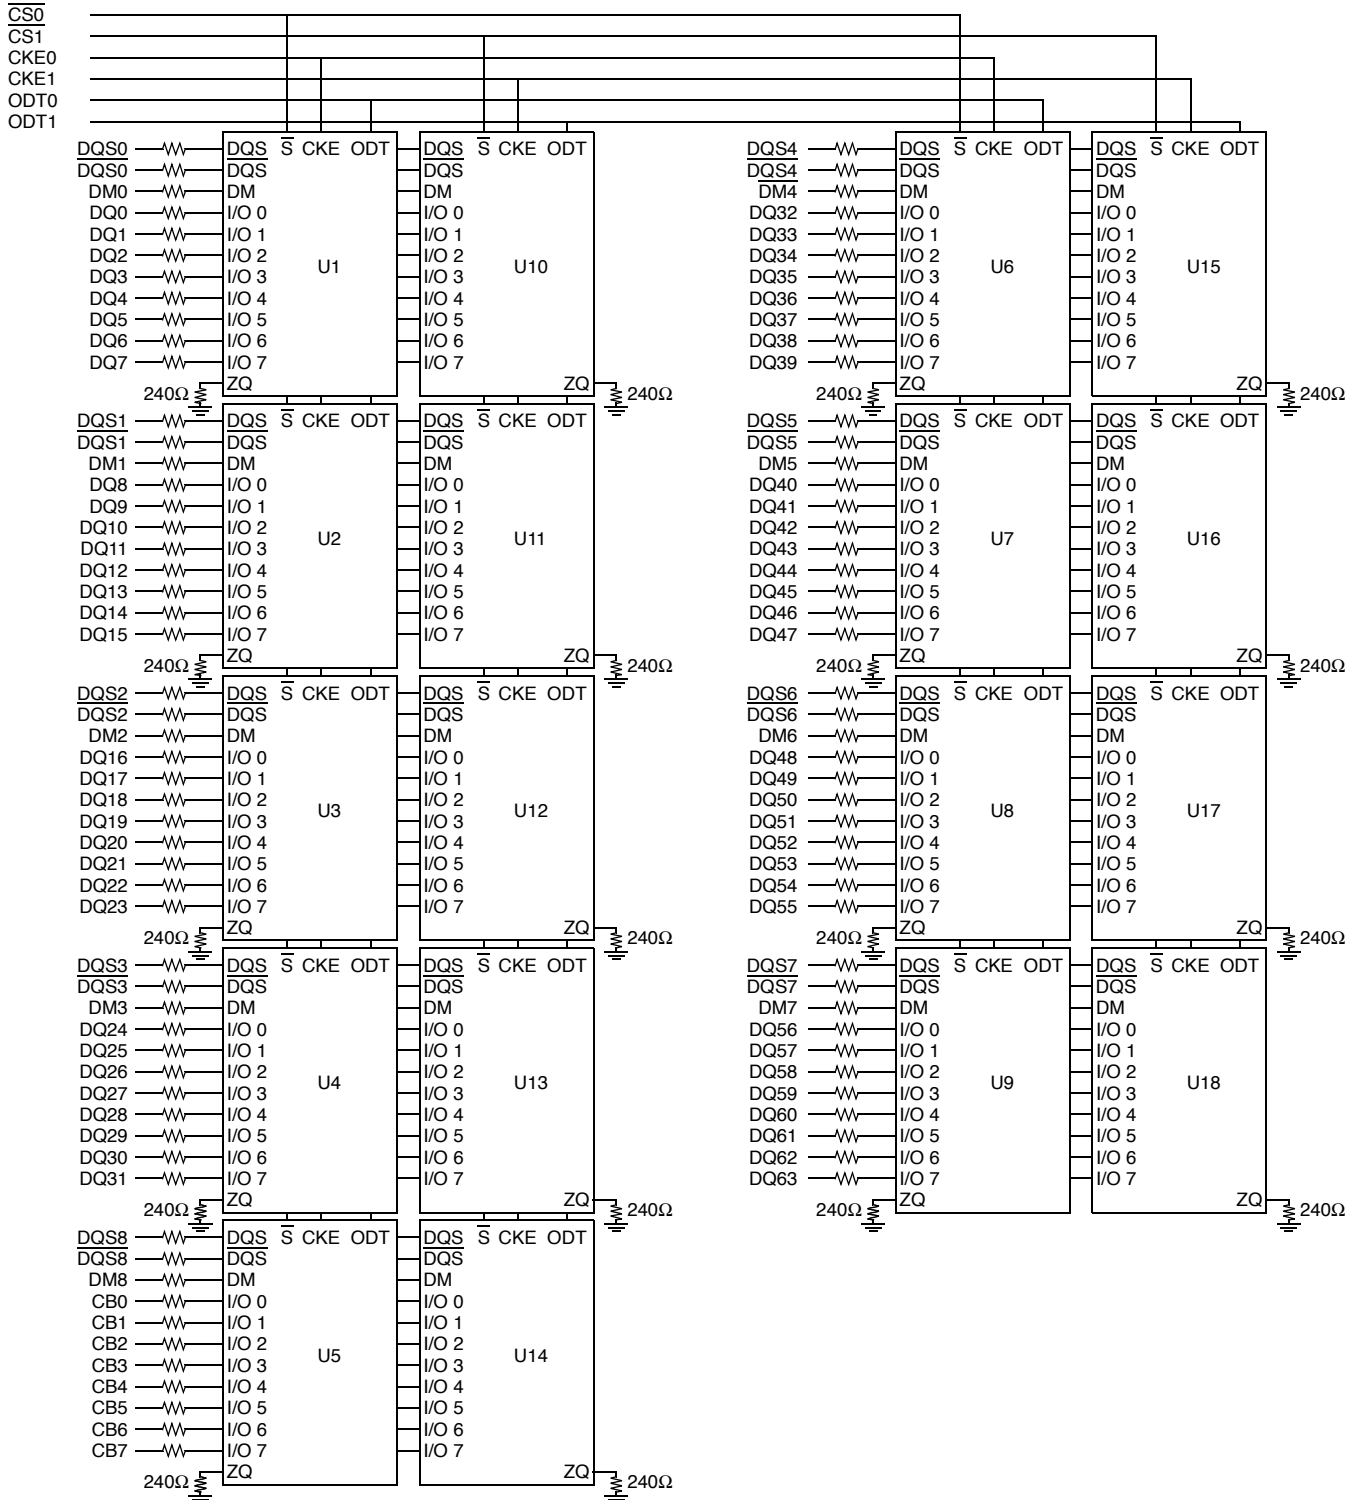 CS0
CS1
CKE0
CKE1
ODT0
ODT1
DQS0 DQS S CKE ODT DQS S CKE ODT DQS4 DQS S CKE ODT DQS S CKE ODT
DQS0 DQS DQS DQS4 DQS DQS
DM0 DM DM DM4 DM DM
DQ0 I/O 0 I/O 0 DQ32 I/O 0 I/O 0
DQ1 I/O 1 I/O 1 DQ33 I/O 1 I/O 1
DQ2 I/O 2 U1 I/O 2 U10 DQ34 I/O 2 U6 I/O 2 U15
DQ3 I/O 3 I/O 3 DQ35 I/O 3 I/O 3
DQ4 I/O 4 I/O 4 DQ36 I/O 4 I/O 4
DQ5 I/O 5 I/O 5 DQ37 I/O 5 I/O 5
DQ6 I/O 6 I/O 6 DQ38 I/O 6 I/O 6
DQ7 I/O 7 I/O 7 DQ39 I/O 7 I/O 7
240Ω ZQ ZQ 240Ω 240Ω ZQ ZQ 240Ω
DQS1 DQS S CKE ODT DQS S CKE ODT DQS5 DQS S CKE ODT DQS S CKE ODT
DQS1 DQS DQS DQS5 DQS DQS
DM1 DM DM DM5 DM DM
DQ8 I/O 0 I/O 0 DQ40 I/O 0 I/O 0
DQ9 I/O 1 I/O 1 DQ41 I/O 1 I/O 1
DQ10 I/O 2 U2 I/O 2 U11 DQ42 I/O 2 U7 I/O 2 U16
DQ11 I/O 3 I/O 3 DQ43 I/O 3 I/O 3
DQ12 I/O 4 I/O 4 DQ44 I/O 4 I/O 4
DQ13 I/O 5 I/O 5 DQ45 I/O 5 I/O 5
DQ14 I/O 6 I/O 6 DQ46 I/O 6 I/O 6
DQ15 I/O 7 I/O 7 DQ47 I/O 7 I/O 7
240Ω ZQ ZQ 240Ω 240Ω ZQ ZQ 240Ω
DQS2 DQS S CKE ODT DQS S CKE ODT DQS6 DQS S CKE ODT DQS S CKE ODT
DQS2 DQS DQS DQS6 DQS DQS
DM2 DM DM DM6 DM DM
DQ16 I/O 0 I/O 0 DQ48 I/O 0 I/O 0
DQ17 I/O 1 I/O 1 DQ49 I/O 1 I/O 1
DQ18 I/O 2 U3 I/O 2 U12 DQ50 I/O 2 U8 I/O 2 U17
DQ19 I/O 3 I/O 3 DQ51 I/O 3 I/O 3
DQ20 I/O 4 I/O 4 DQ52 I/O 4 I/O 4
DQ21 I/O 5 I/O 5 DQ53 I/O 5 I/O 5
DQ22 I/O 6 I/O 6 DQ54 I/O 6 I/O 6
DQ23 I/O 7 I/O 7 DQ55 I/O 7 I/O 7
240Ω ZQ ZQ 240Ω 240Ω ZQ ZQ 240Ω
DQS3 DQS S CKE ODT DQS S CKE ODT DQS7 DQS S CKE ODT DQS S CKE ODT
DQS3 DQS DQS DQS7 DQS DQS
DM3 DM DM DM7 DM DM
DQ24 I/O 0 I/O 0 DQ56 I/O 0 I/O 0
DQ25 I/O 1 I/O 1 DQ57 I/O 1 I/O 1
DQ26 I/O 2 U4 I/O 2 U13 DQ58 I/O 2 U9 I/O 2 U18
DQ27 I/O 3 I/O 3 DQ59 I/O 3 I/O 3
DQ28 I/O 4 I/O 4 DQ60 I/O 4 I/O 4
DQ29 I/O 5 I/O 5 DQ61 I/O 5 I/O 5
DQ30 I/O 6 I/O 6 DQ62 I/O 6 I/O 6
DQ31 I/O 7 I/O 7 DQ63 I/O 7 I/O 7
240Ω ZQ ZQ 240Ω 240Ω ZQ ZQ 240Ω
DQS8 DQS S CKE ODT DQS S CKE ODT
DQS8 DQS DQS
DM8 DM DM
CB0 I/O 0 I/O 0
CB1 I/O 1 I/O 1
CB2 I/O 2 U5 I/O 2 U14
CB3 I/O 3 I/O 3
CB4 I/O 4 I/O 4
CB5 I/O 5 I/O 5
CB6 I/O 6 I/O 6
CB7 I/O 7 I/O 7
240Ω ZQ ZQ 240Ω